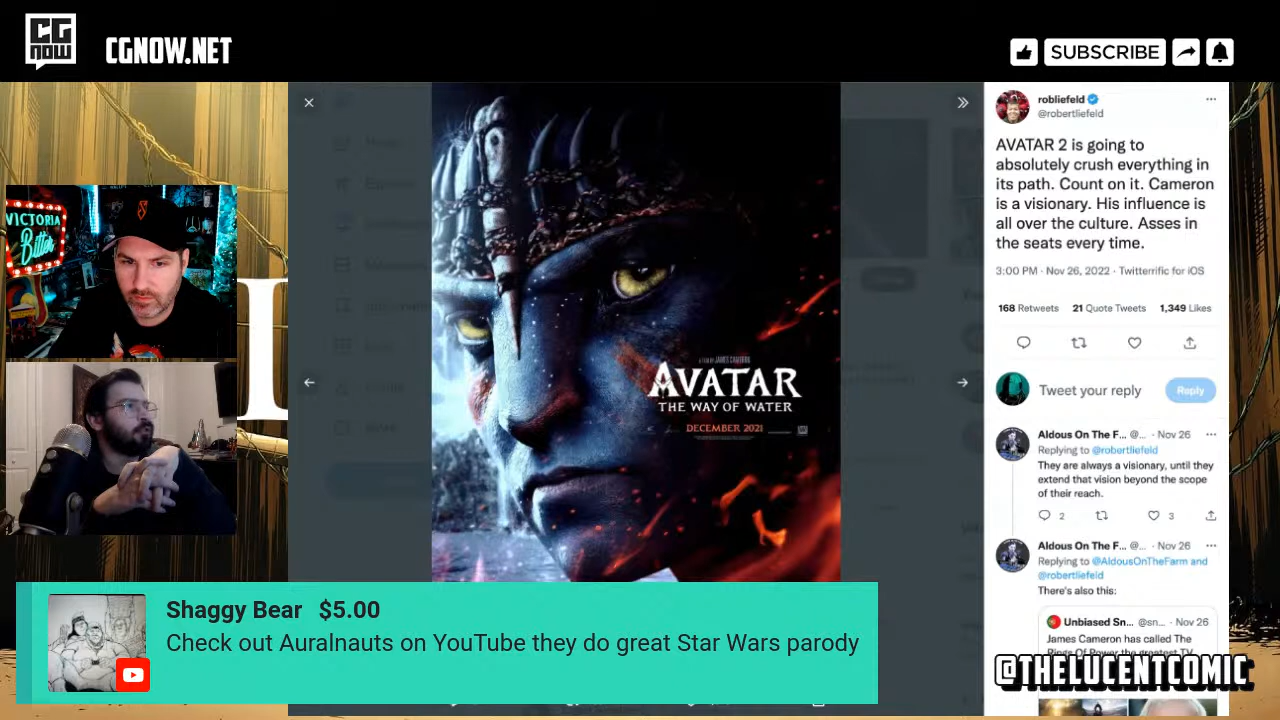 CG
NOW
CGNOW.NET
SUBSCRIBE
VICTORIA
Bitter
A FILM BY JAMES CAMERON
AVATAR
THE WAY OF WATER
DECEMBER 2021
robliefeld
@robertliefeld
AVATAR 2 is going to
absolutely crush everything in
its path. Count on it. Cameron
is a visionary. His influence is
all over the culture. Asses in
the seats every time.
3:00 PM · Nov 26, 2022 · Twitterrific for iOS
168 Retweets 21 Quote Tweets 1,349 Likes
Tweet your reply
Reply
Aldous On The F... @... · Nov 26
Replying to @robertliefeld
They are always a visionary, until they
extend that vision beyond the scope
of their reach.
2 3
Aldous On The F... @... · Nov 26
Replying to @AldousOnTheFarm and
@robertliefeld
There's also this:
Unbiased Sn... @sn... · Nov 26
James Cameron has called The
Rings Of Power the greatest TV
@THELUCENTCOMIC
Shaggy Bear $5.00
Check out Auralnauts on YouTube they do great Star Wars parody